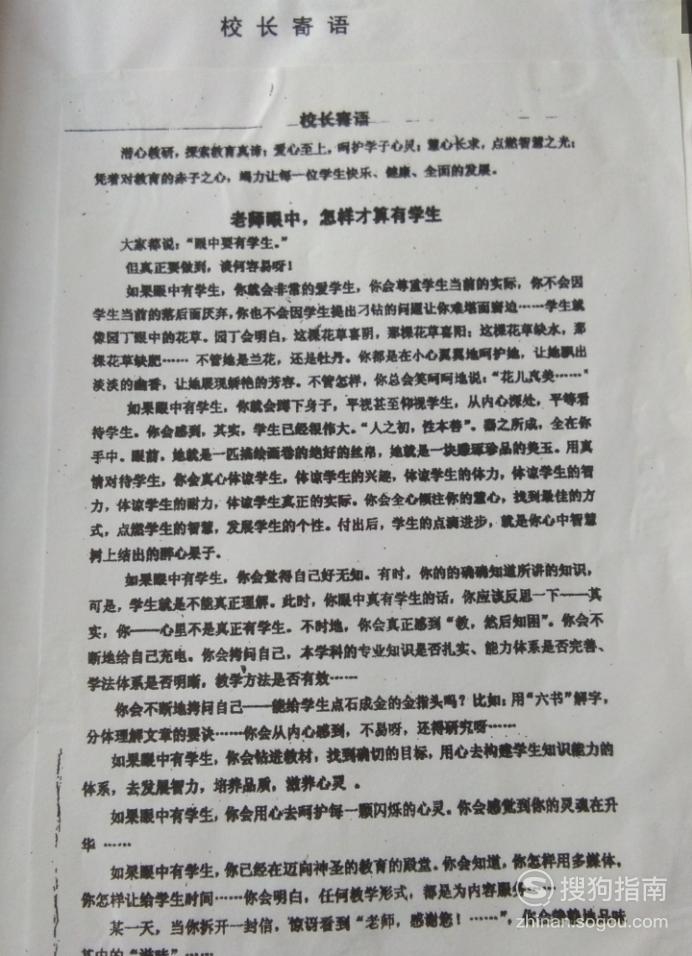 校长寄语
校长寄语
潜心教研，探索教育真谛；爱心至上，呵护学子心灵；慧心长求，点燃智慧之光；
凭着对教育的赤子之心，竭力让每一位学生快乐、健康、全面的发展。
老师眼中，怎样才算有学生
大家都说：“眼中要有学生。”
但真正要做到，谈何容易呀！
如果眼中有学生，你就会非常的爱学生，你会尊重学生当前的实际，你不会因
学生当前的落后而厌弃，你也不会因学生提出刁钻的问题让你难堪而窘迫……学生就
像园丁眼中的花草。园丁会明白，这棵花草喜阴，那棵花草喜阳；这棵花草缺水，那
棵花草缺肥…… 不管她是兰花，还是牡丹。你都是在小心翼翼地呵护她，让她飘出
淡淡的幽香，让她展现娇艳的芳容。不管怎样，你总会笑呵呵地说：“花儿真美……”
如果眼中有学生，你就会蹲下身子，平视甚至仰视学生，从内心深处，平等看
待学生。你会感到，其实，学生已经很伟大。“人之初，性本善”。器之所成，全在你
手中。眼前，她就是一匹描绘画卷的绝好的丝帛，她就是一块雕琢珍品的美玉。用真
情对待学生，你会真心体谅学生，体谅学生的兴趣，体谅学生的体力，体谅学生的智
力，体谅学生的耐力，体谅学生真正的实际。你会全心倾注你的慧心，找到最佳的方
式，点燃学生的智慧，发展学生的个性。付出后，学生的点滴进步，就是你心中智慧
树上结出的醉心果子。
如果眼中有学生，你会觉得自己好无知。有时，你的的确确知道所讲的知识，
可是，学生就是不能真正理解。此时，你眼中真有学生的话，你应该反思一下——其
实，你——心里不是真正有学生。不时地，你会真正感到“教，然后知困”。你会不
断地给自己充电。你会拷问自己，本学科的专业知识是否扎实、能力体系是否完善、
学法体系是否明晰，教学方法是否有效……
你会不断地拷问自己——能给学生点石成金的金指头吗？比如：用“六书”解字，
分体理解文章的要诀……你会从内心感到，不易呀，还得研究呀……
如果眼中有学生，你会钻进教材，找到确切的目标，用心去构建学生知识能力的
体系，去发展智力，培养品质，滋养心灵 。
如果眼中有学生，你会用心去呵护每一颗闪烁的心灵。你会感觉到你的灵魂在升
华 ……
如果眼中有学生，你已经在迈向神圣的教育的殿堂。你会知道，你怎样用多媒体，
你怎样让给学生时间……你会明白，任何教学形式，都是为内容服务……
某一天，当你拆开一封信，惊讶看到“老师，感谢您！……”，你会静静地品味
其中的“滋味”……
搜狗指南
zhinan.sogou.com